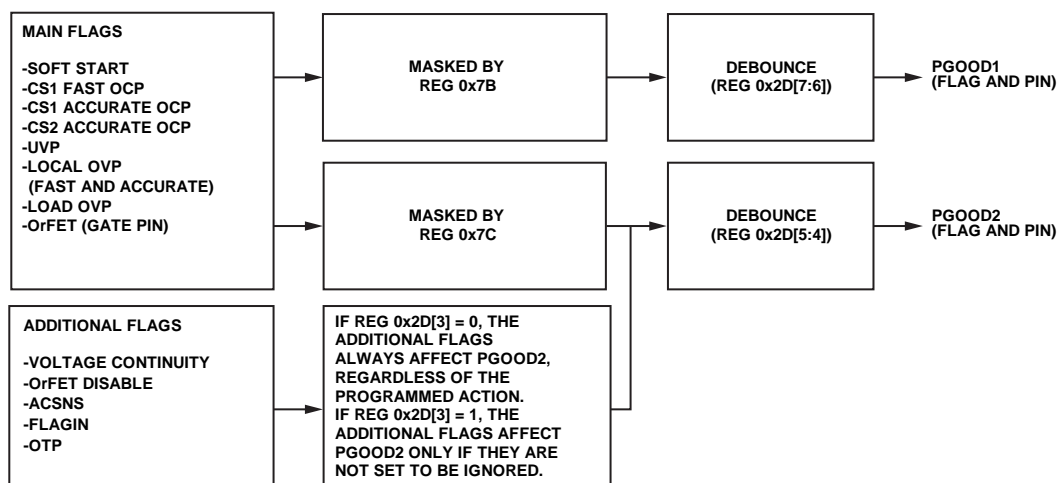 MAIN FLAGS
-SOFT START
-CS1 FAST OCP
-CS1 ACCURATE OCP
-CS2 ACCURATE OCP
-UVP
-LOCAL OVP
(FAST AND ACCURATE)
-LOAD OVP
-OrFET (GATE PIN)
MASKED BY
REG 0x7B
DEBOUNCE
(REG 0x2D[7:6])
PGOOD1
(FLAG AND PIN)
MASKED BY
REG 0x7C
DEBOUNCE
(REG 0x2D[5:4])
PGOOD2
(FLAG AND PIN)
ADDITIONAL FLAGS
-VOLTAGE CONTINUITY
-OrFET DISABLE
-ACSNS
-FLAGIN
-OTP
IF REG 0x2D[3] = 0, THE
ADDITIONAL FLAGS
ALWAYS AFFECT PGOOD2,
REGARDLESS OF THE
PROGRAMMED ACTION.
IF REG 0x2D[3] = 1, THE
ADDITIONAL FLAGS AFFECT
PGOOD2 ONLY IF THEY ARE
NOT SET TO BE IGNORED.